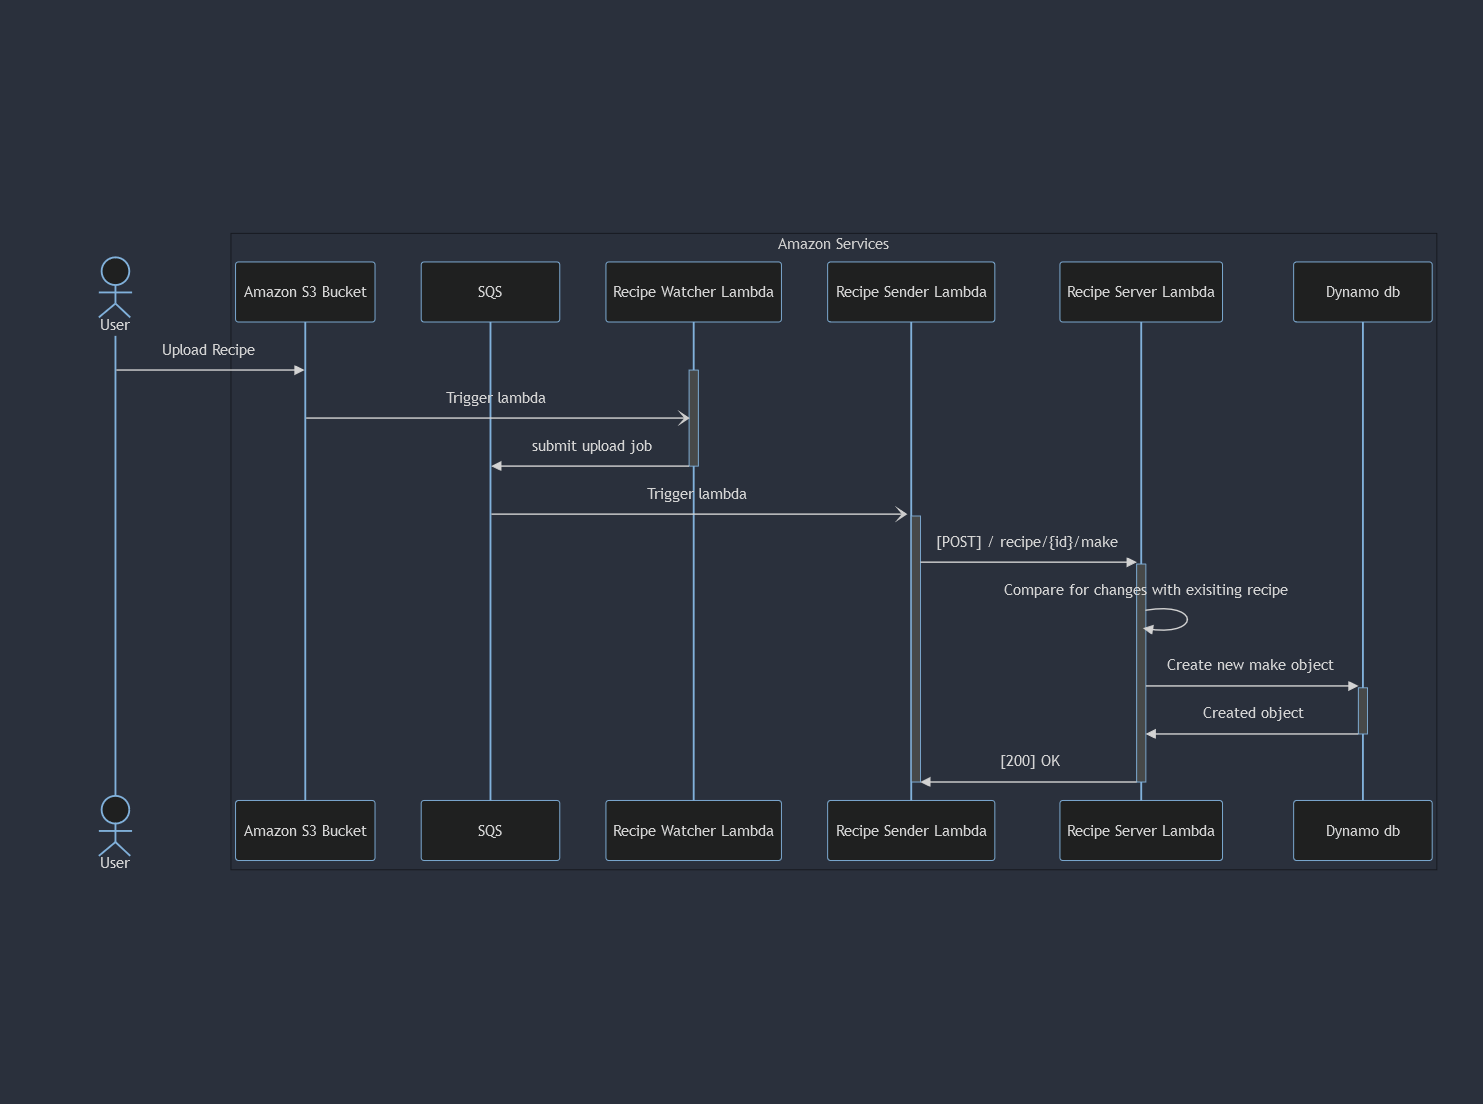 Amazon Services
User
Amazon S3 Bucket
SQS
Recipe Watcher Lambda
Recipe Sender Lambda
Recipe Server Lambda
Dynamo db
Upload Recipe
Trigger lambda
submit upload job
Trigger lambda
[POST] / recipe/{id}/make
Compare for changes with exisiting recipe
Create new make object
Created object
[200] OK
User
Amazon S3 Bucket
SQS
Recipe Watcher Lambda
Recipe Sender Lambda
Recipe Server Lambda
Dynamo db